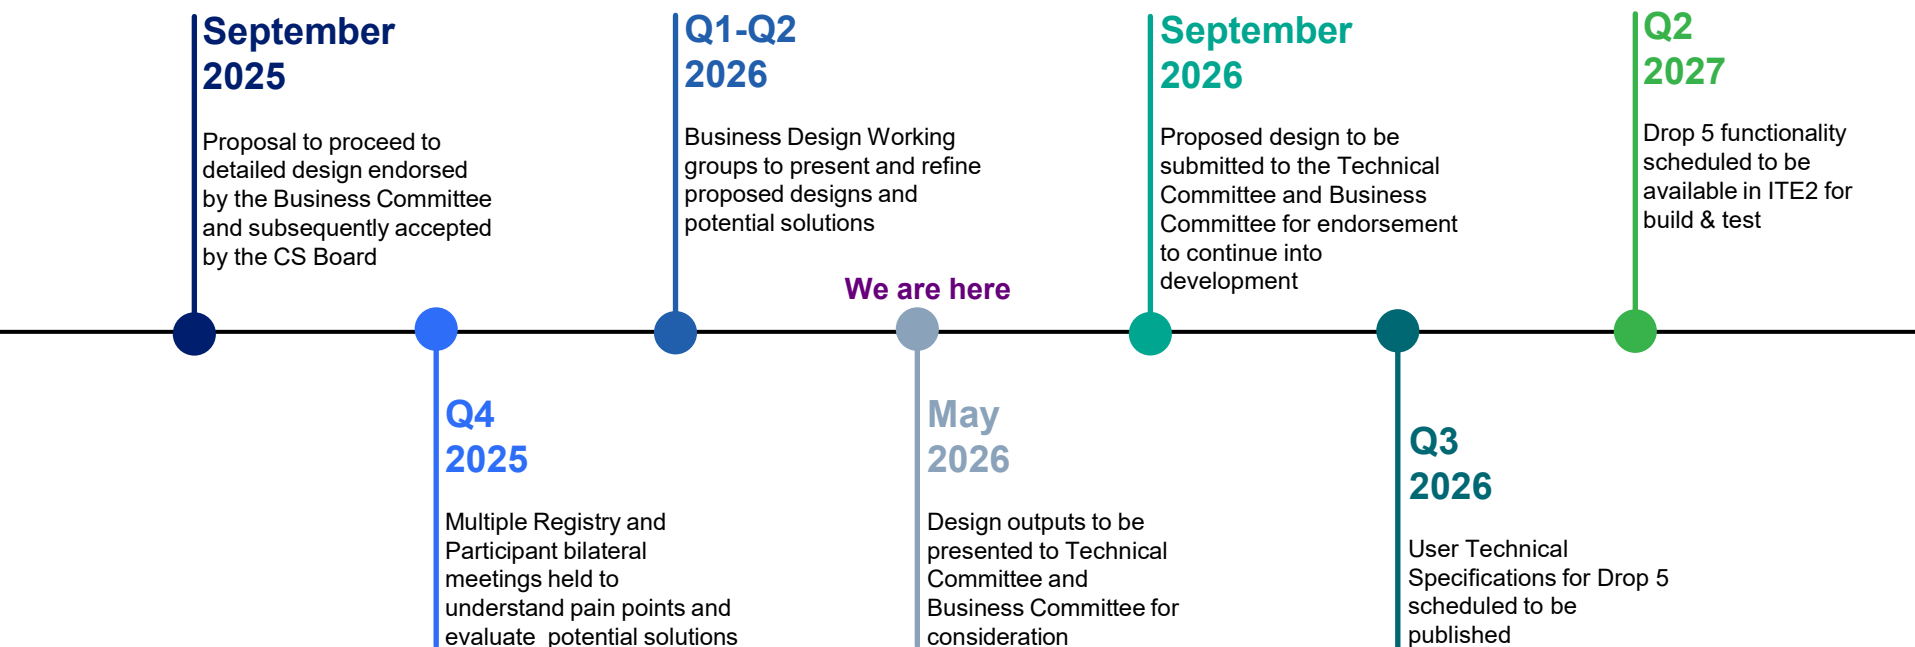 September
2025
Proposal to proceed to
detailed design endorsed
by the Business Committee
and subsequently accepted
by the CS Board
Q4
2025
Multiple Registry and
Participant bilateral
meetings held to
understand pain points and
evaluate  potential solutions
Q1-Q2
2026
Business Design Working
groups to present and refine
proposed designs and
potential solutions
We are here
May
2026
Design outputs to be
presented to Technical
Committee and
Business Committee for
consideration
September
2026
Proposed design to be
submitted to the Technical
Committee and Business
Committee for endorsement
to continue into
development
Q3
2026
User Technical
Specifications for Drop 5
scheduled to be
published
Q2
2027
Drop 5 functionality
scheduled to be
available in ITE2 for
build & test